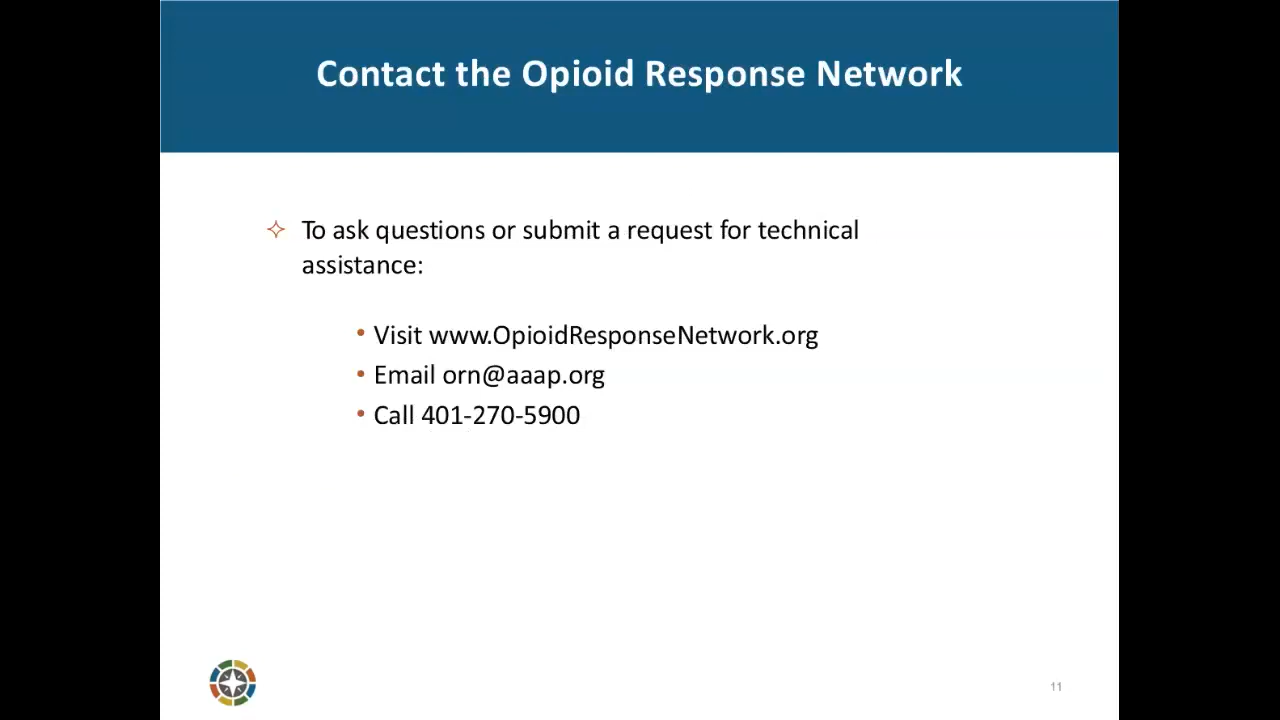 Contact the Opioid Response Network
✧ To ask questions or submit a request for technical
assistance:
• Visit www.OpioidResponseNetwork.org
• Email orn@aaap.org
• Call 401-270-5900
11